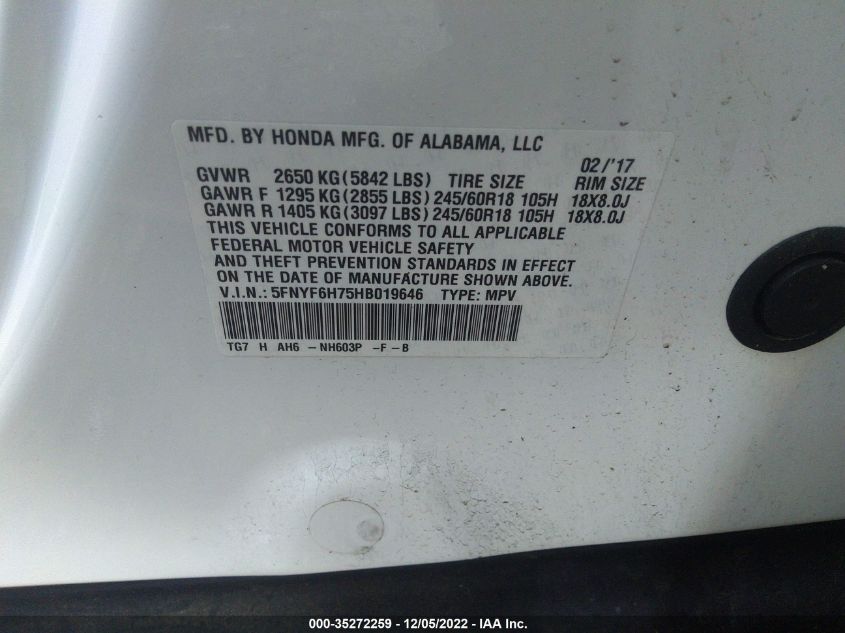 MFD. BY HONDA MFG. OF ALABAMA, LLC
02/'17
GVWR 2650 KG (5842 LBS) TIRE SIZE RIM SIZE
GAWR F 1295 KG (2855 LBS) 245/60R18 105H 18X8.0J
GAWR R 1405 KG (3097 LBS) 245/60R18 105H 18X8.0J
THIS VEHICLE CONFORMS TO ALL APPLICABLE
FEDERAL MOTOR VEHICLE SAFETY
AND THEFT PREVENTION STANDARDS IN EFFECT
ON THE DATE OF MANUFACTURE SHOWN ABOVE.
V.I.N.: 5FNYF6H75HB019646 TYPE: MPV
TG7 H AH6 - NH603P - F - B
000-35272259 - 12/05/2022 - IAA Inc.